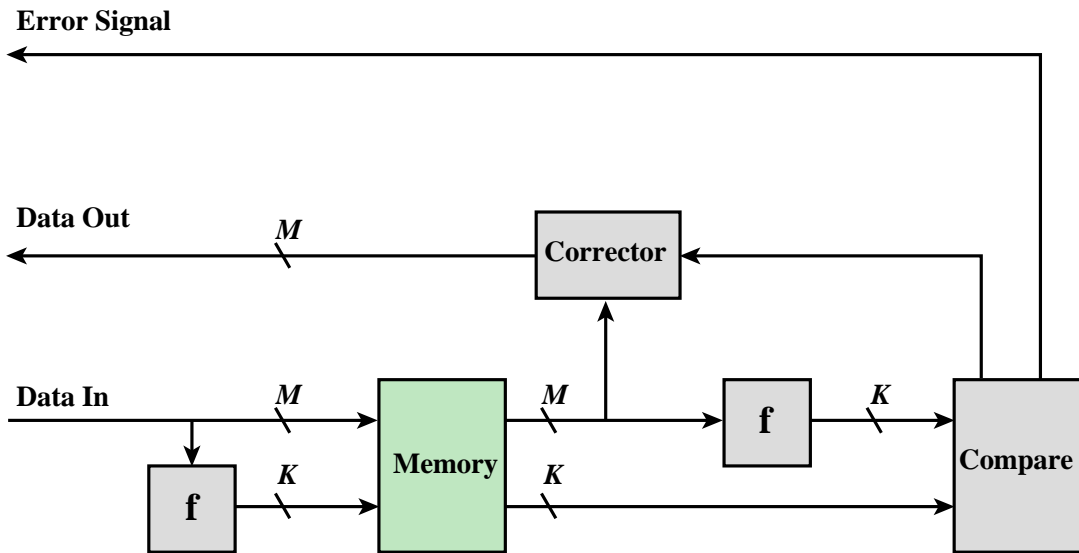 Error Signal
Data Out
M
Corrector
Data In
M
M
K
f
Memory
Compare
f
K
K